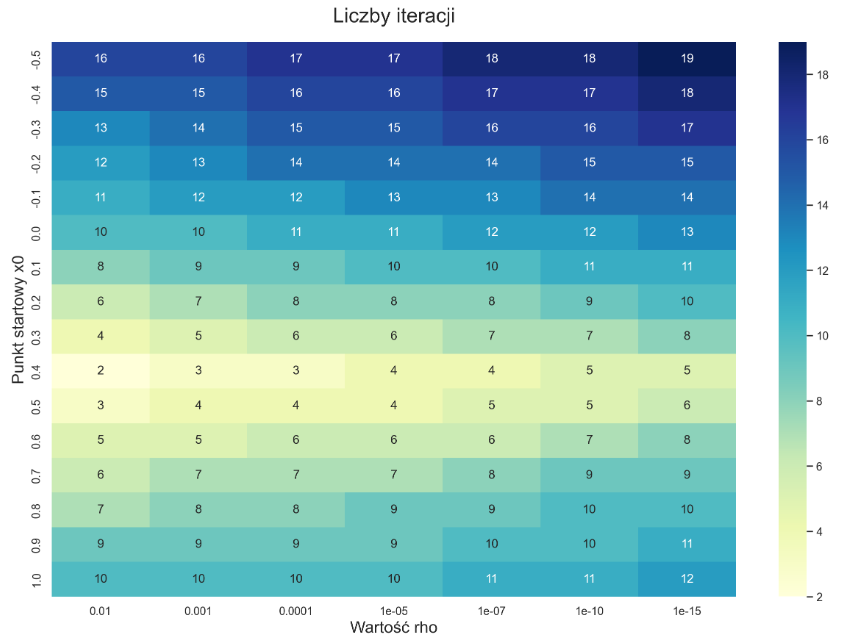 Liczby iteracji
-0.5 16 16 17 17 18 18 19
-0.4 15 15 16 16 17 17 18
-0.3 13 14 15 15 16 16 17
-0.2 12 13 14 14 14 15 15
-0.1 11 12 12 13 13 14 14
0.0 10 10 11 11 12 12 13
0.1 8 9 9 10 10 11 11
0.2 6 7 8 8 8 9 10
0.3 4 5 6 6 7 7 8
0.4 2 3 3 4 4 5 5
0.5 3 4 4 4 5 5 6
0.6 5 5 6 6 6 7 8
0.7 6 7 7 7 8 9 9
0.8 7 8 8 9 9 10 10
0.9 9 9 9 9 10 10 11
1.0 10 10 10 10 11 11 12
0.01 0.001 0.0001 1e-05 1e-07 1e-10 1e-15
Wartość rho
Punkt startowy x0
18
16
14
12
10
8
6
4
2